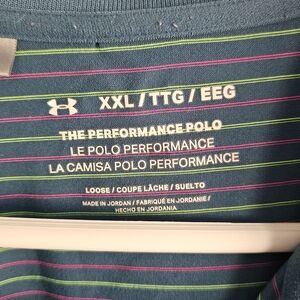 XXL / TTG / EEG
THE PERFORMANCE POLO
LE POLO PERFORMANCE
LA CAMISA POLO PERFORMANCE
LOOSE / COUPE LÂCHE / SUELTO
MADE IN JORDAN / FABRIQUÉ EN JORDANIE /
HECHO EN JORDANIA